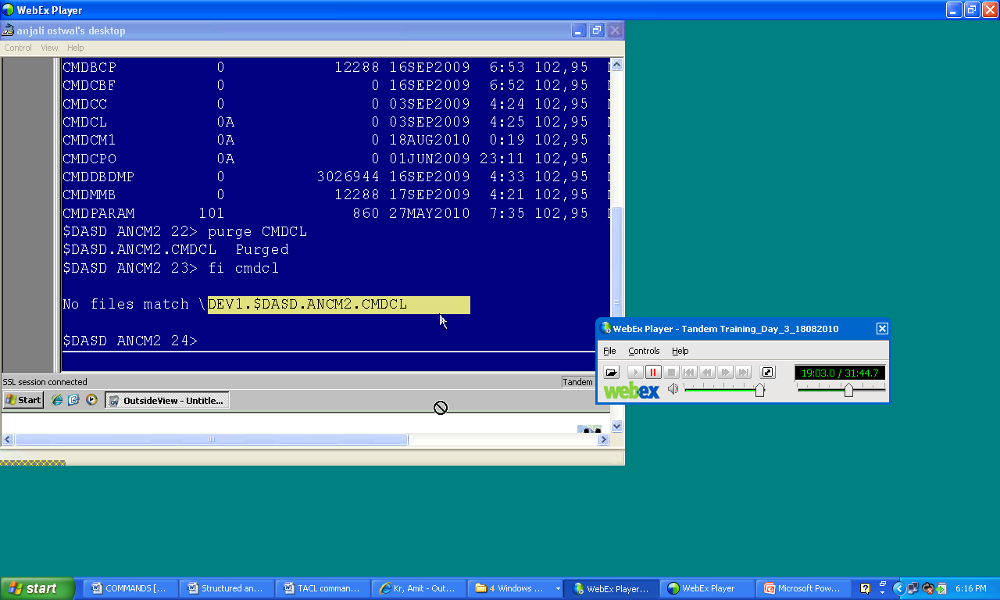 WebEx Player
anjali ostwal's desktop
Control View Help
CMDBCP 0 12288 16SEP2009 6:53 102,95
CMDCBF 0 0 16SEP2009 6:52 102,95
CMDCC 0 0 03SEP2009 4:24 102,95
CMDCL 0A 0 03SEP2009 4:25 102,95
CMDCM1 0A 0 18AUG2010 0:19 102,95
CMDCPO 0A 0 01JUN2009 23:11 102,95
CMDDBDMP 0 3026944 16SEP2009 4:33 102,95
CMDMMB 0 12288 17SEP2009 4:21 102,95
CMDPARAM 101 860 27MAY2010 7:35 102,95
$DASD ANCM2 22> purge CMDCL
$DASD.ANCM2.CMDCL Purged
$DASD ANCM2 23> fi cmdcl
No files match \DEV1.$DASD.ANCM2.CMDCL
$DASD ANCM2 24>
SSL session connected
Tandem
Start
OutsideView - Untitle...
WebEx Player - Tandem Training_Day_3_18082010
File Controls Help
19:03.0 / 31:44.7
webex
start
COMMANDS [...
Structured an...
TACL comman...
Kr, Amit - Out...
4 Windows ...
WebEx Player...
WebEx Player
Microsoft Pow...
6:16 PM